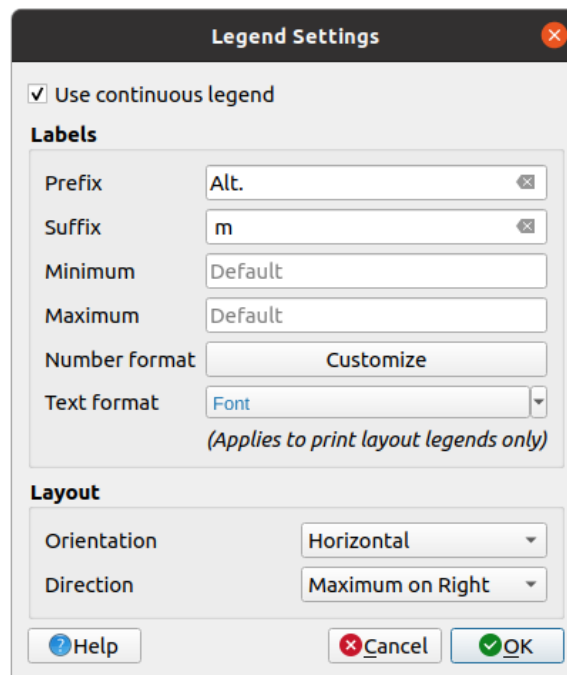 Legend Settings
Use continuous legend
Labels
Prefix Alt.
Suffix m
Minimum Default
Maximum Default
Number format Customize
Text format Font
(Applies to print layout legends only)
Layout
Orientation Horizontal
Direction Maximum on Right
Help Cancel OK